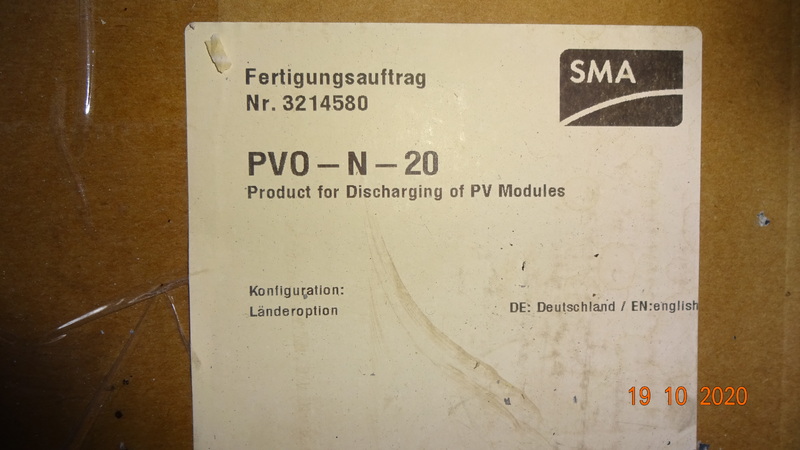 Fertigungsauftrag
Nr. 3214580
SMA
PVO – N – 20
Product for Discharging of PV Modules
Konfiguration:
Länderoption
DE: Deutschland / EN:english
19 10 2020